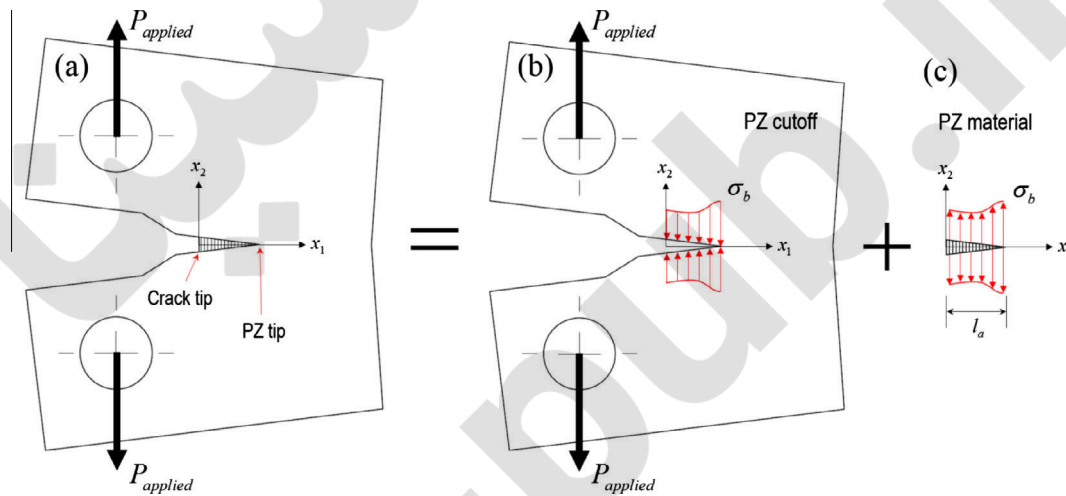 P_applied
P_applied
(a)
(b)
(c)
PZ cutoff
PZ material
x_2
x_2
x_2
σ_b
σ_b
x_1
x_1
x
=
+
Crack tip
PZ tip
l_a
P_applied
P_applied